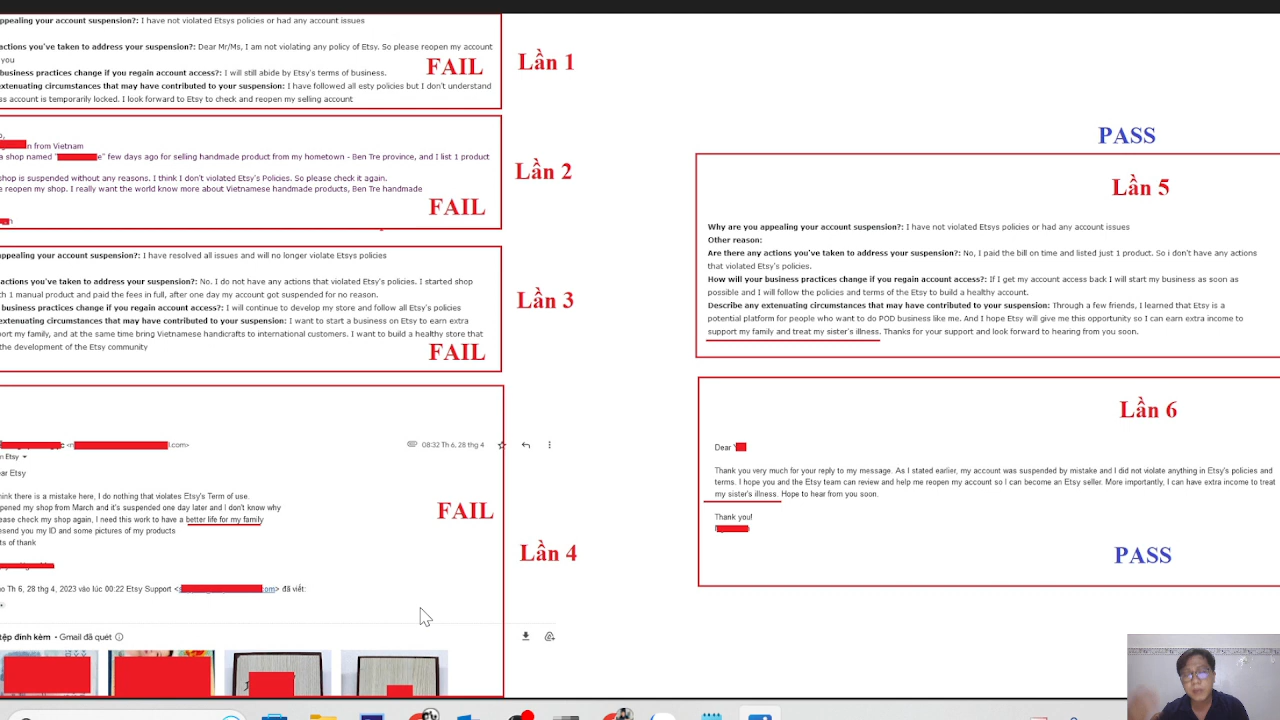 ppealing your account suspension?: I have not violated Etsys policies or had any account issues
ctions you've taken to address your suspension?: Dear Mr/Ms, I am not violating any policy of Etsy. So please reopen my account
you
business practices change if you regain account access?: I will still abide by Etsy's terms of business.
extenuating circumstances that may have contributed to your suspension: I have followed all esty policies but I don't understand
ss account is temporarily locked. I look forward to Etsy to check and reopen my selling account
FAIL
Lần 1
o,
n from Vietnam
a shop named " e" few days ago for selling handmade product from my hometown - Ben Tre province, and I list 1 product
shop is suspended without any reasons. I think I don't violated Etsy's Policies. So please check it again.
e reopen my shop. I really want the world know more about Vietnamese handmade products, Ben Tre handmade
FAIL
Lần 2
appealing your account suspension?: I have resolved all issues and will no longer violate Etsys policies
ctions you've taken to address your suspension?: No. I do not have any actions that violated Etsy's policies. I started shop
th 1 manual product and paid the fees in full, after one day my account got suspended for no reason.
business practices change if you regain account access?: I will continue to develop my store and follow all Etsy's policies
extenuating circumstances that may have contributed to your suspension: I want to start a business on Etsy to earn extra
port my family, and at the same time bring Vietnamese handicrafts to international customers. I want to build a healthy store that
the development of the Etsy community
FAIL
Lần 3
c <n .com>
08:32 Th 6, 28 thg 4
n Etsy
ar Etsy
hink there is a mistake here, I do nothing that violates Etsy's Term of use.
pened my shop from March and it's suspended one day later and I don't know why
ease check my shop again, I need this work to have a better life for my family
resend you my ID and some pictures of my products
ts of thank
FAIL
Lần 4
o Th 6, 28 thg 4, 2023 vào lúc 00:22 Etsy Support <s com> đã viết:
tệp đính kèm • Gmail đã quét
PASS
Lần 5
Why are you appealing your account suspension?: I have not violated Etsys policies or had any account issues
Other reason:
Are there any actions you've taken to address your suspension?: No, I paid the bill on time and listed just 1 product. So i don't have any actions
that violated Etsy's policies.
How will your business practices change if you regain account access?: If I get my account access back I will start my business as soon as
possible and I will follow the policies and terms of the Etsy to build a healthy account.
Describe any extenuating circumstances that may have contributed to your suspension: Through a few friends, I learned that Etsy is a
potential platform for people who want to do POD business like me. And I hope Etsy will give me this opportunity so I can earn extra income to
support my family and treat my sister's illness. Thanks for your support and look forward to hearing from you soon.
Lần 6
Dear Y
Thank you very much for your reply to my message. As I stated earlier, my account was suspended by mistake and I did not violate anything in Etsy's policies and
terms. I hope you and the Etsy team can review and help me reopen my account so I can become an Etsy seller. More importantly, I can have extra income to treat
my sister's illness. Hope to hear from you soon.
Thank you!
PASS